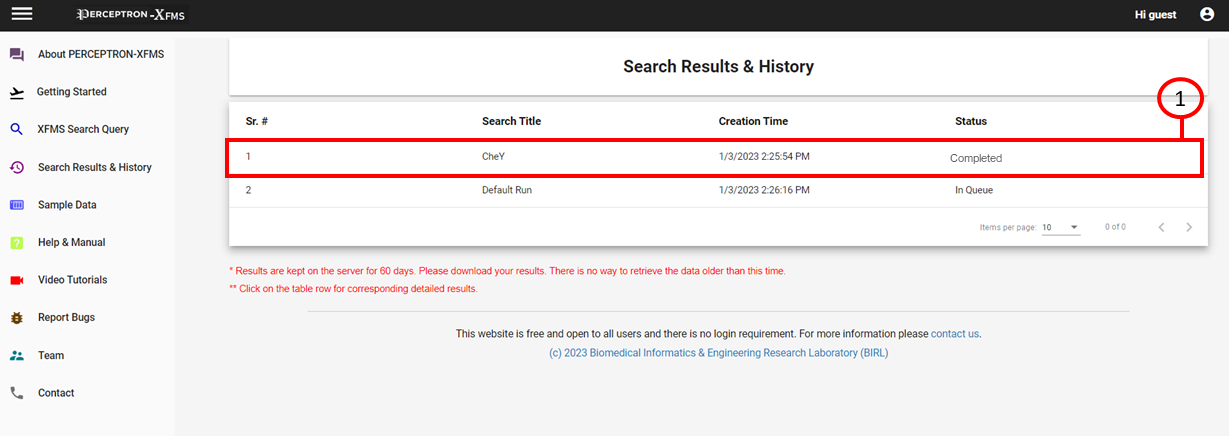 PERCEPTRON-XFMS
Hi guest
About PERCEPTRON-XFMS
Getting Started
XFMS Search Query
Search Results & History
Sample Data
Help & Manual
Video Tutorials
Report Bugs
Team
Contact
Search Results & History
1
Sr. # Search Title Creation Time Status
1 CheY 1/3/2023 2:25:54 PM Completed
2 Default Run 1/3/2023 2:26:16 PM In Queue
Items per page: 10 0 of 0
* Results are kept on the server for 60 days. Please download your results. There is no way to retrieve the data older than this time.
** Click on the table row for corresponding detailed results.
This website is free and open to all users and there is no login requirement. For more information please contact us.
(c) 2023 Biomedical Informatics & Engineering Research Laboratory (BIRL)